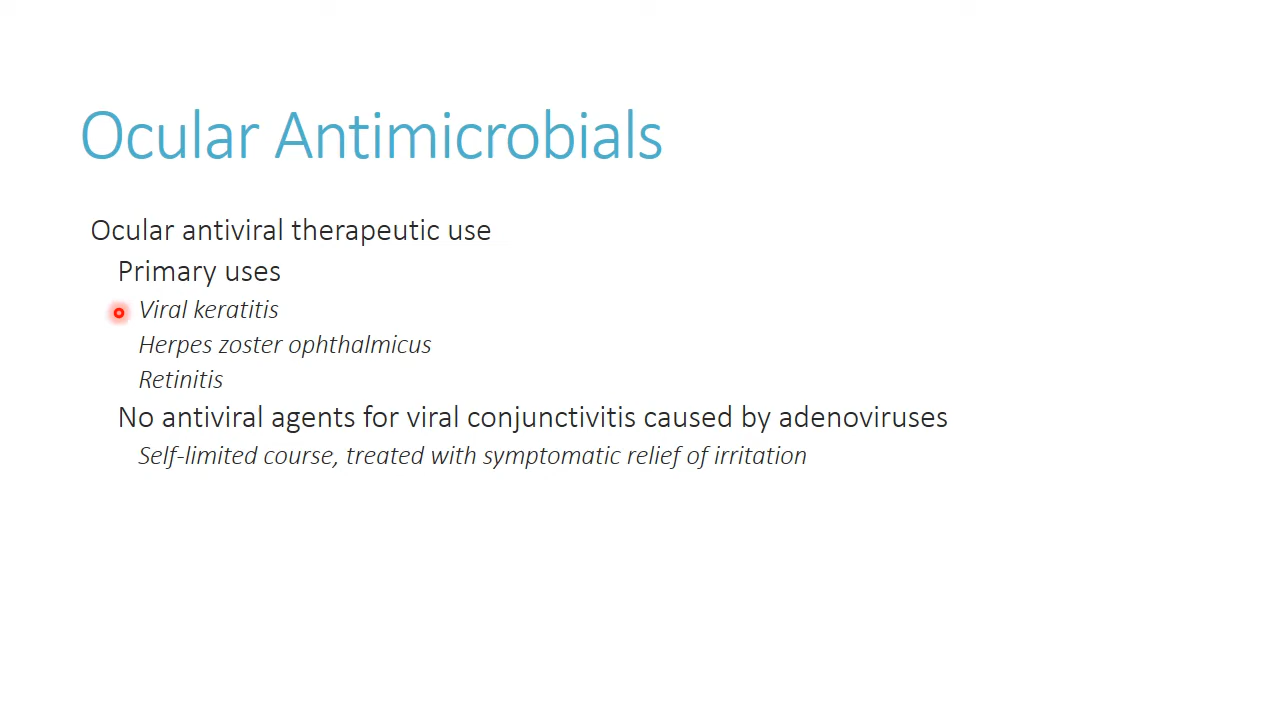 Ocular Antimicrobials
Ocular antiviral therapeutic use
Primary uses
Viral keratitis
Herpes zoster ophthalmicus
Retinitis
No antiviral agents for viral conjunctivitis caused by adenoviruses
Self-limited course, treated with symptomatic relief of irritation